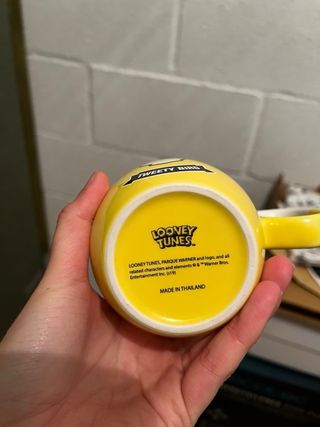 TWEETY BIRD
LOONEY
TUNES
LOONEY TUNES, PARQUE WARNER and logo, and all
related characters and elements © & ™ Warner Bros.
Entertainment Inc. (s19)
MADE IN THAILAND